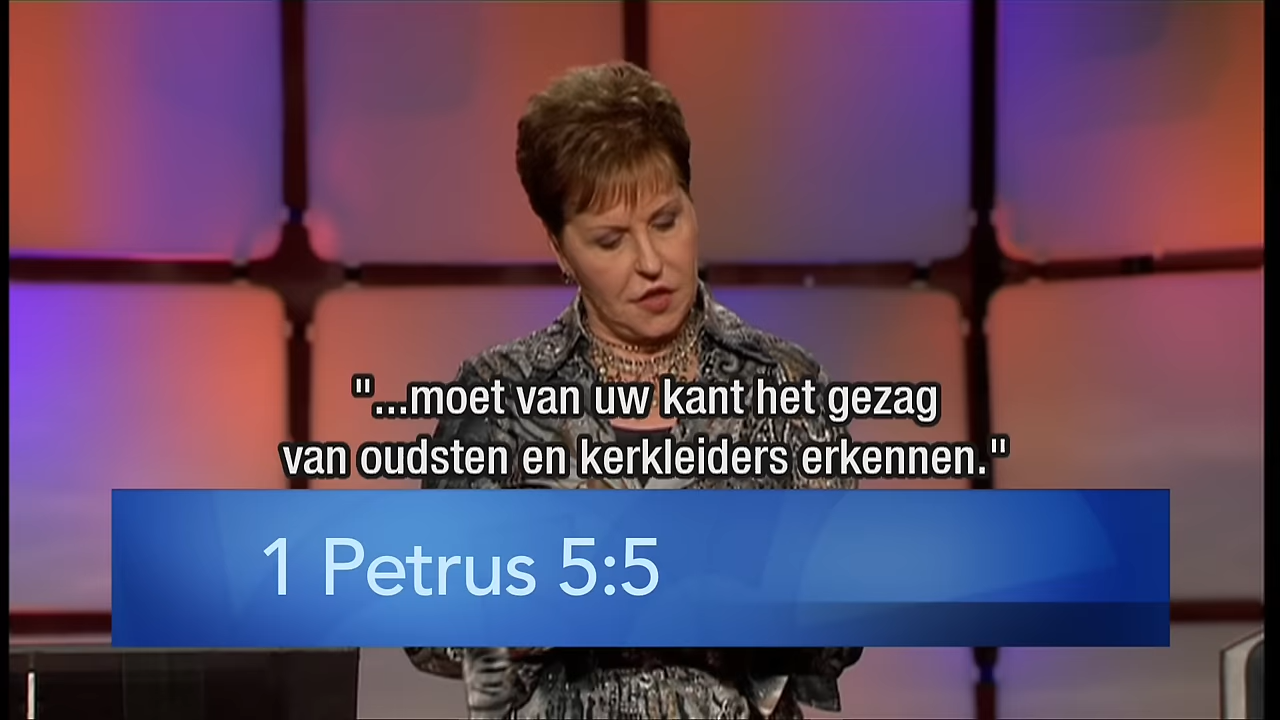 "...moet van uw kant het gezag
van oudsten en kerkleiders erkennen."
1 Petrus 5:5